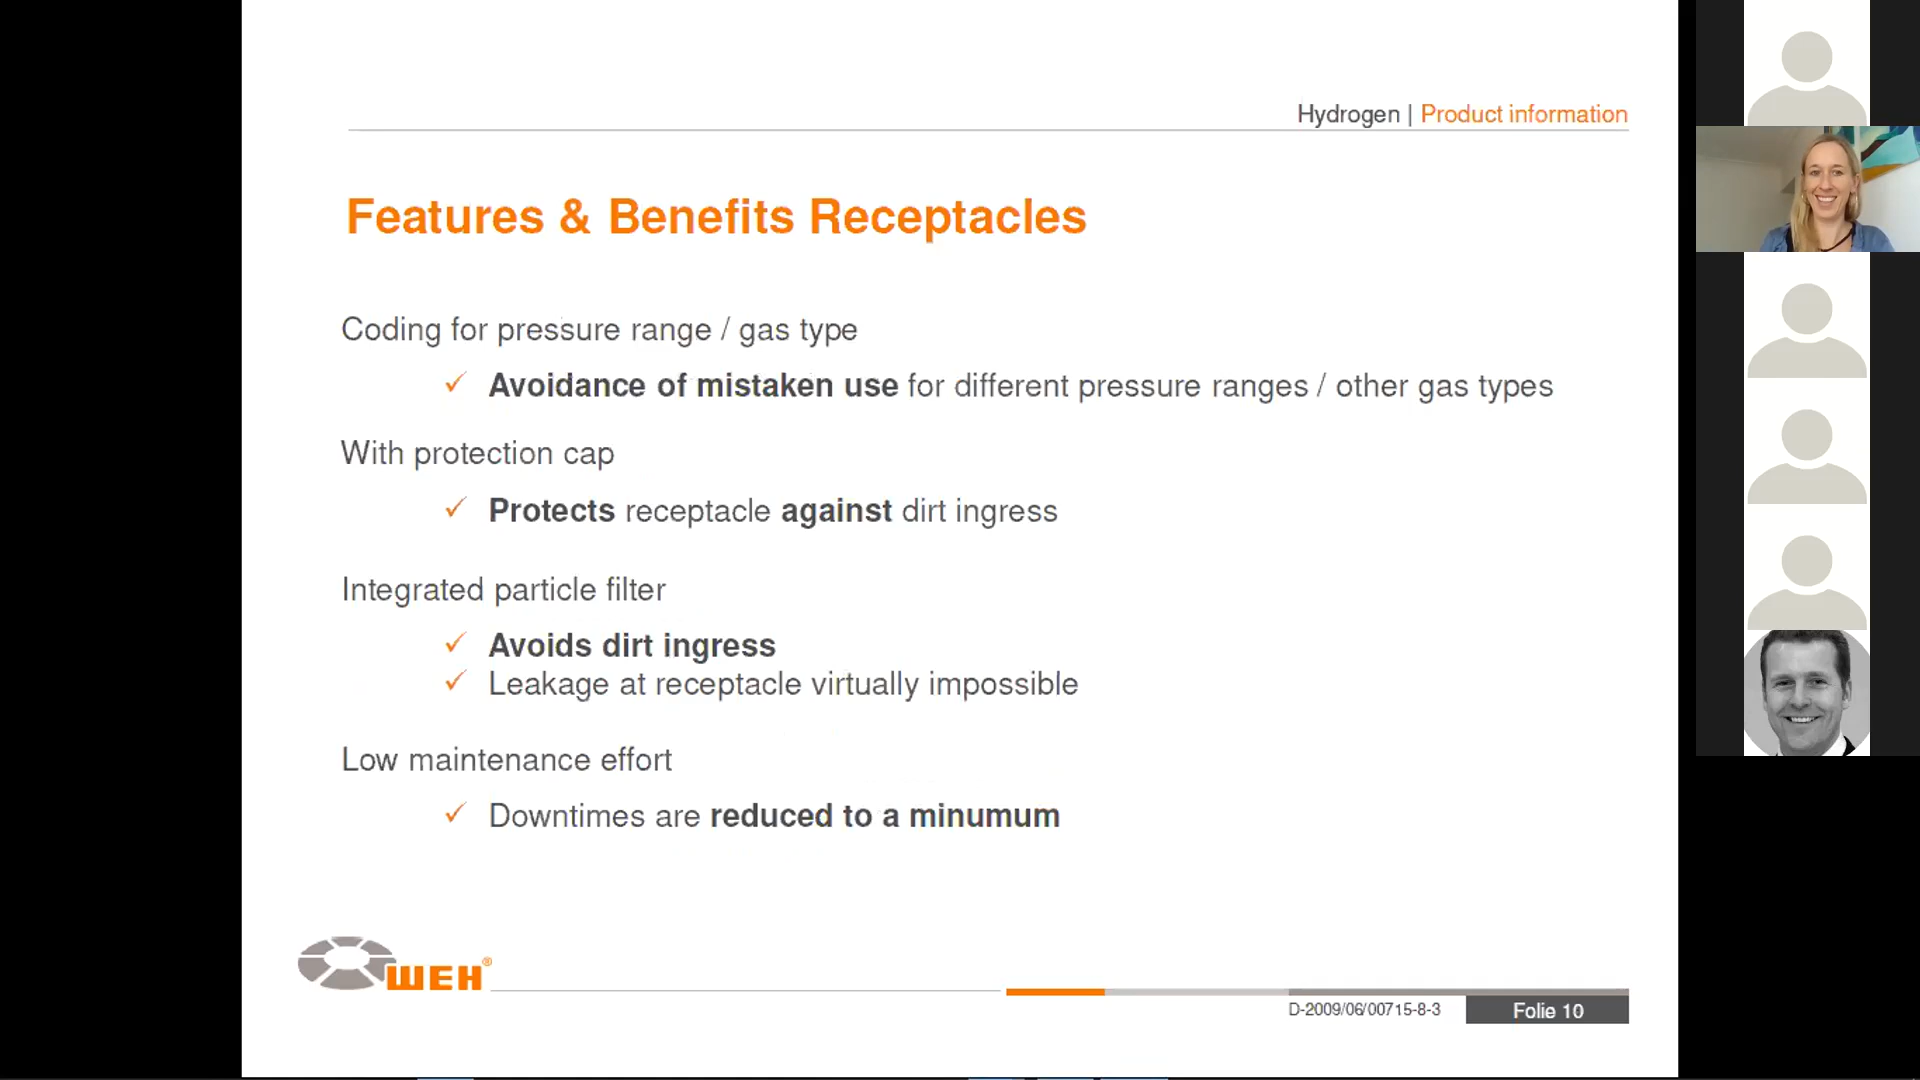 Hydrogen | Product information
Features & Benefits Receptacles
Coding for pressure range / gas type
✓ Avoidance of mistaken use for different pressure ranges / other gas types
With protection cap
✓ Protects receptacle against dirt ingress
Integrated particle filter
✓ Avoids dirt ingress
✓ Leakage at receptacle virtually impossible
Low maintenance effort
✓ Downtimes are reduced to a minumum
WEH®
D-2009/06/00715-8-3
Folie 10